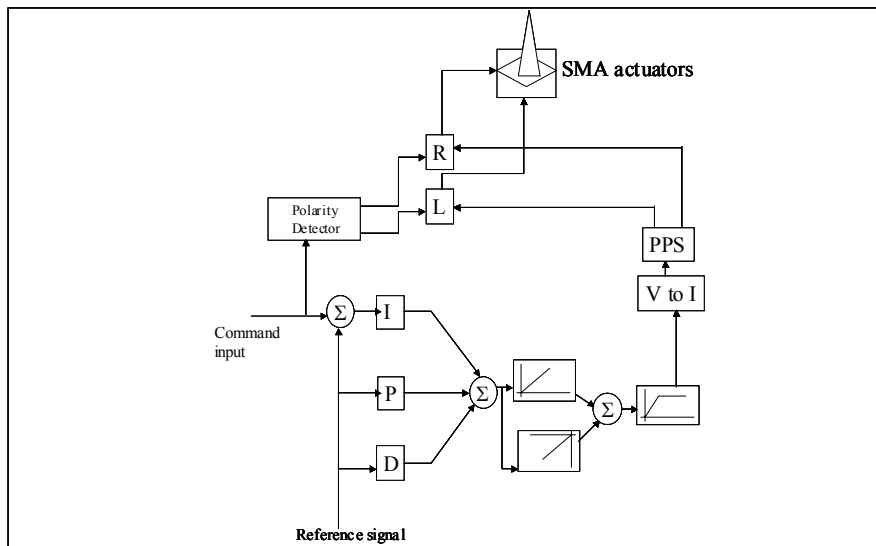 SMA actuators
R
L
Polarity
Detector
PPS
V to I
Σ
I
Command
input
P
Σ
Σ
D
Reference signal